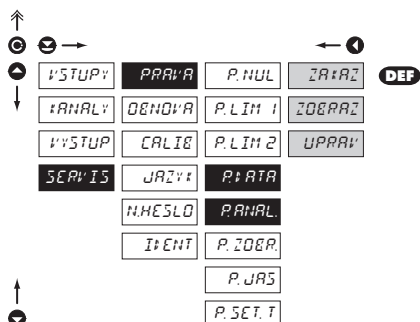 VSTUPY PRAVA P. NUL ZAKAZ DEF
KANALY OBNOVA P. LIM 1 ZOBRAZ
VYSTUP CALIB P. LIM 2 UPRAV
SERVIS JAZYK P. DATA
N.HESLO P. ANAL.
IDENT P. ZOBR.
P. JAS
P. SET. T